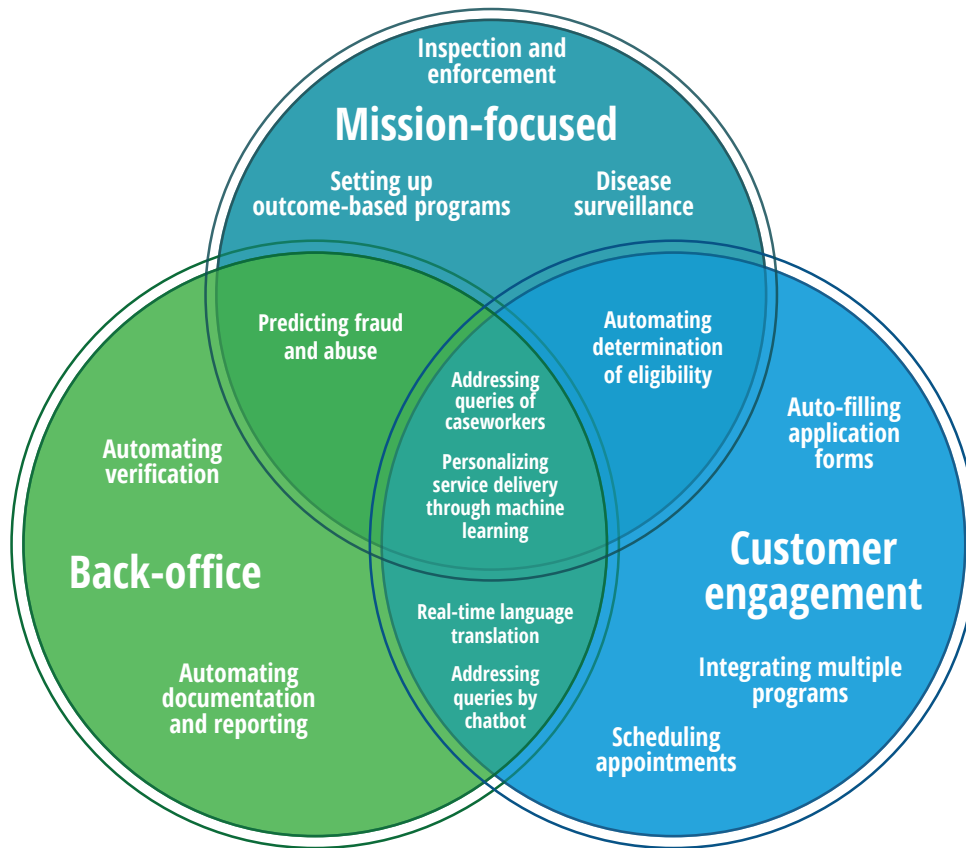 Inspection and
enforcement
Mission-focused
Setting up
outcome-based programs
Disease
surveillance
Predicting fraud
and abuse
Automating
determination
of eligibility
Addressing
queries of
caseworkers
Personalizing
service delivery
through machine
learning
Auto-filling
application
forms
Automating
verification
Back-office
Customer
engagement
Real-time language
translation
Addressing
queries by
chatbot
Automating
documentation
and reporting
Integrating multiple
programs
Scheduling
appointments